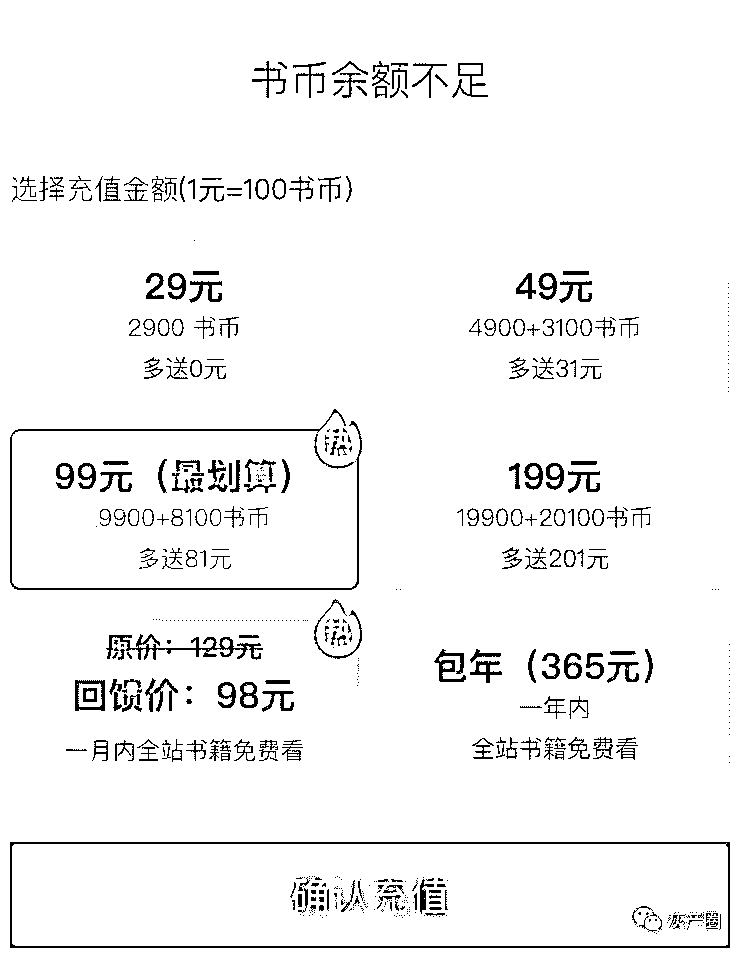 书币余额不足
选择充值金额(1元=100书币)
29元
2900 书币
多送0元
49元
4900+3100书币
多送31元
热
99元（最划算）
9900+8100书币
多送81元
199元
19900+20100书币
多送201元
热
原价：129元
回馈价：98元
一月内全站书籍免费看
包年（365元）
一年内
全站书籍免费看
确认充值
灰产圈